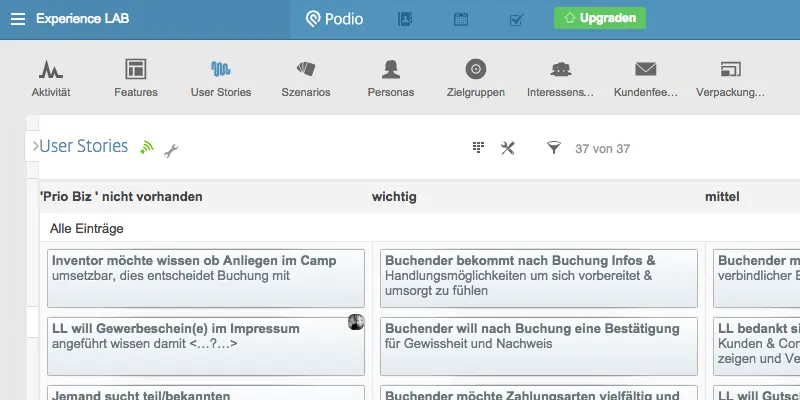 Experience LAB
Podio
Upgraden
Aktivität Features User Stories Szenarios Personas Zielgruppen Interessens... Kundenfee... Verpackung...
User Stories
37 von 37
'Prio Biz ' nicht vorhanden
wichtig
mittel
Alle Einträge
Inventor möchte wissen ob Anliegen im Camp
umsetzbar, dies entscheidet Buchung mit
Buchender bekommt nach Buchung Infos &
Handlungsmöglichkeiten um sich vorbereitet &
umsorgt zu fühlen
Buchender m
verbindlicher B
LL will Gewerbeschein(e) im Impressum
angeführt wissen damit <...?...>
Buchender will nach Buchung eine Bestätigung
für Gewissheit und Nachweis
LL bedankt si
Kunden & Con
zeigen und Ve
Jemand sucht teil/bekannten
Buchender möchte Zahlungsarten vielfältig und
LL will Gutsc